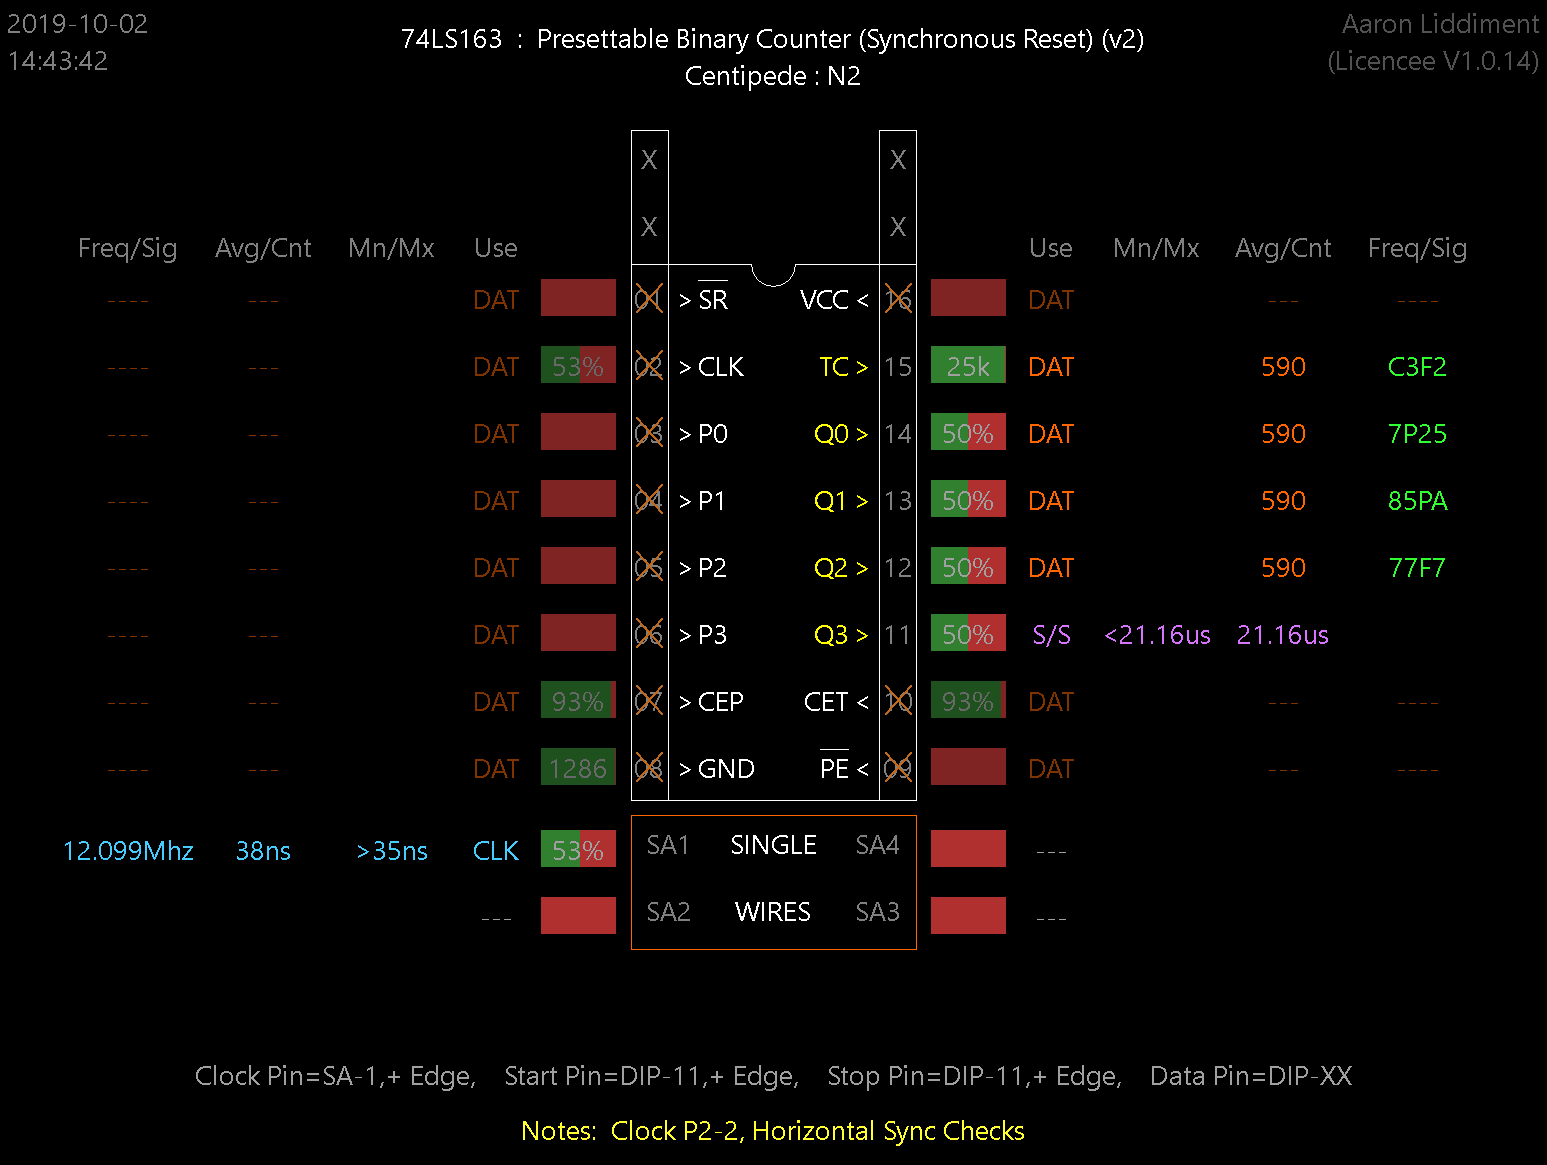 2019-10-02
14:43:42
74LS163 : Presettable Binary Counter (Synchronous Reset) (v2)
Centipede : N2
Aaron Liddiment
(Licencee V1.0.14)
X X
X X
Freq/Sig Avg/Cnt Mn/Mx Use Use Mn/Mx Avg/Cnt Freq/Sig
---- --- DAT 01 > SR VCC < 16 DAT --- ----
---- --- DAT 53% 02 > CLK TC > 15 25k DAT 590 C3F2
---- --- DAT 03 > P0 Q0 > 14 50% DAT 590 7P25
---- --- DAT 04 > P1 Q1 > 13 50% DAT 590 85PA
---- --- DAT 05 > P2 Q2 > 12 50% DAT 590 77F7
---- --- DAT 06 > P3 Q3 > 11 50% S/S <21.16us 21.16us
---- --- DAT 93% 07 > CEP CET < 10 93% DAT --- ----
---- --- DAT 1286 08 > GND PE < 09 DAT --- ----
12.099Mhz 38ns >35ns CLK 53% SA1 SINGLE SA4 ---
--- SA2 WIRES SA3 ---
Clock Pin=SA-1,+ Edge, Start Pin=DIP-11,+ Edge, Stop Pin=DIP-11,+ Edge, Data Pin=DIP-XX
Notes: Clock P2-2, Horizontal Sync Checks